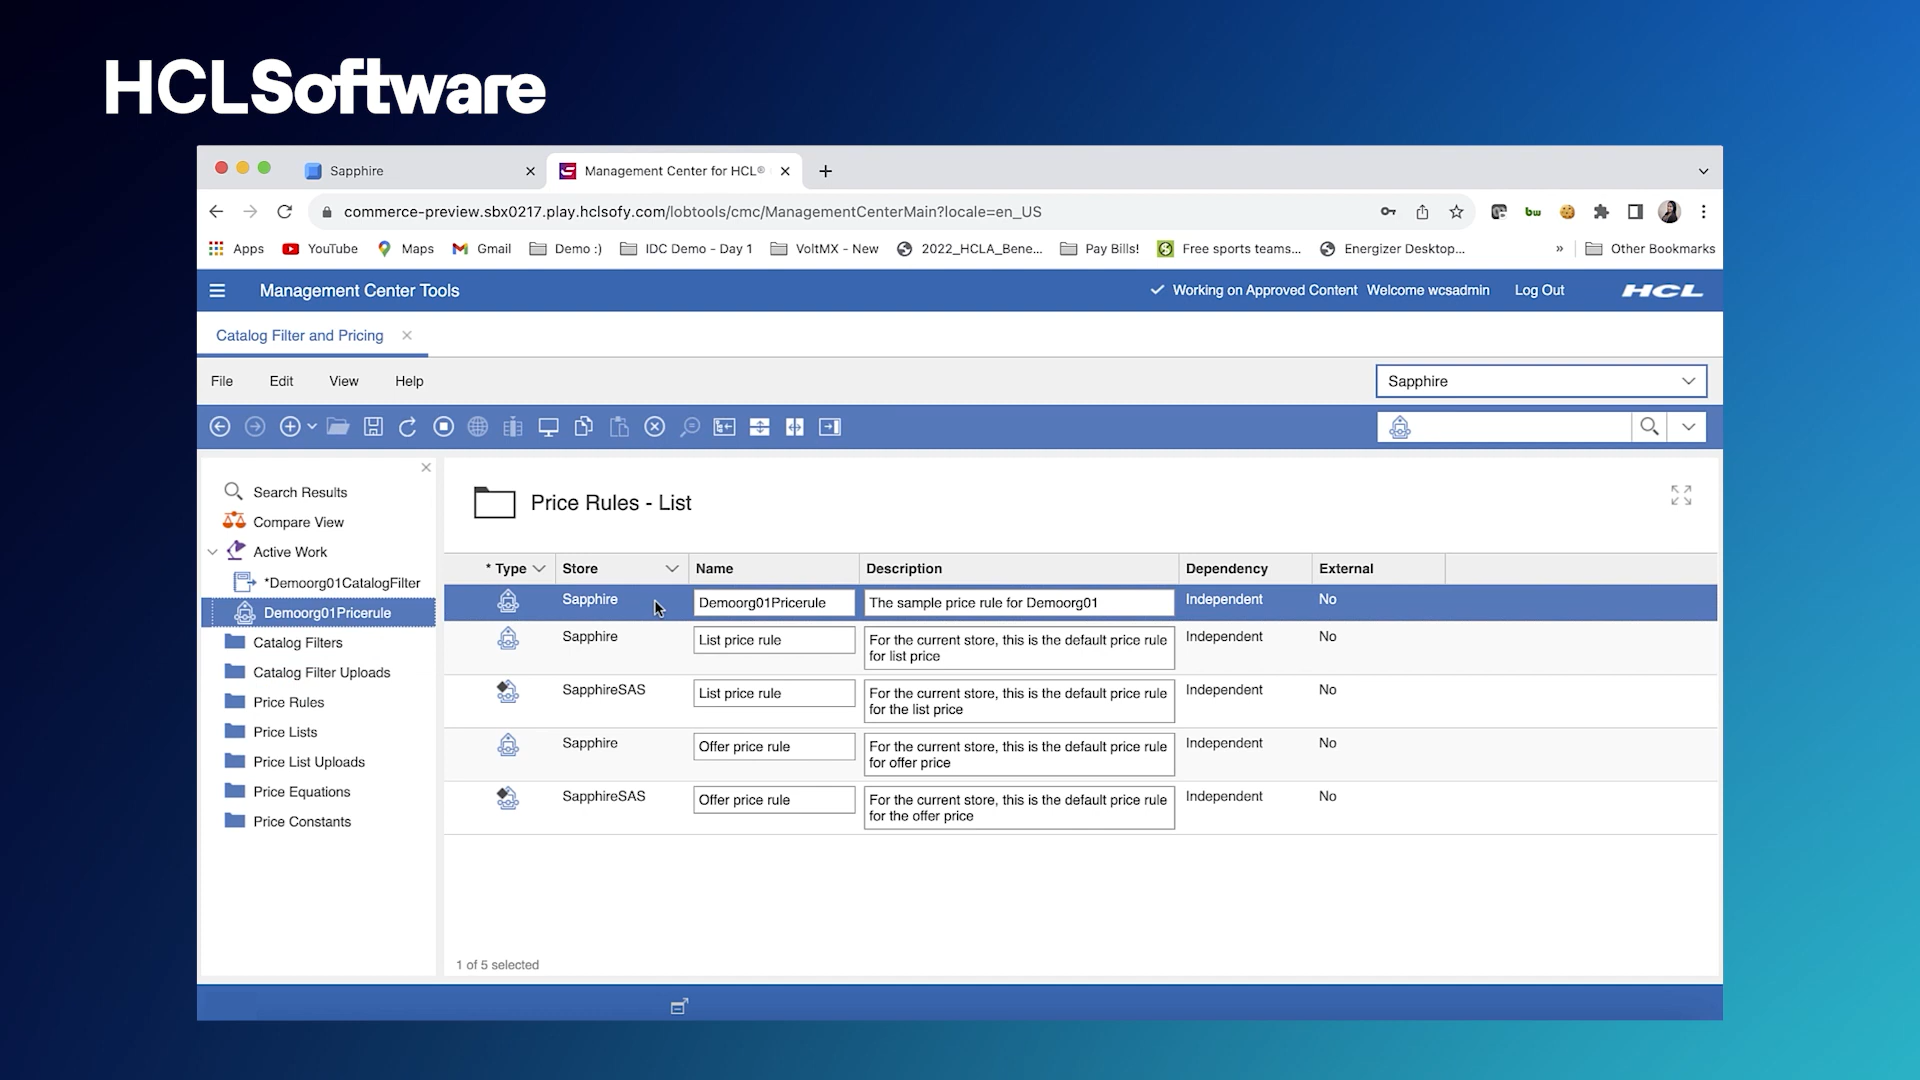 HCLSoftware
Sapphire
Management Center for HCL®
commerce-preview.sbx0217.play.hclsofy.com/lobtools/cmc/ManagementCenterMain?locale=en_US
bw
Apps YouTube Maps Gmail Demo :) IDC Demo - Day 1 VoltMX - New 2022_HCLA_Bene... Pay Bills! Free sports teams... Energizer Desktop... » Other Bookmarks
Management Center Tools Working on Approved Content Welcome wcsadmin Log Out HCL
Catalog Filter and Pricing
File Edit View Help Sapphire
Search Results
Compare View
Active Work
*Demoorg01CatalogFilter
Demoorg01Pricerule
Catalog Filters
Catalog Filter Uploads
Price Rules
Price Lists
Price List Uploads
Price Equations
Price Constants
Price Rules - List
* Type Store Name Description Dependency External
Sapphire Demoorg01Pricerule The sample price rule for Demoorg01 Independent No
Sapphire List price rule For the current store, this is the default price rule Independent No
for list price
SapphireSAS List price rule For the current store, this is the default price rule Independent No
for the list price
Sapphire Offer price rule For the current store, this is the default price rule Independent No
for offer price
SapphireSAS Offer price rule For the current store, this is the default price rule Independent No
for the offer price
1 of 5 selected